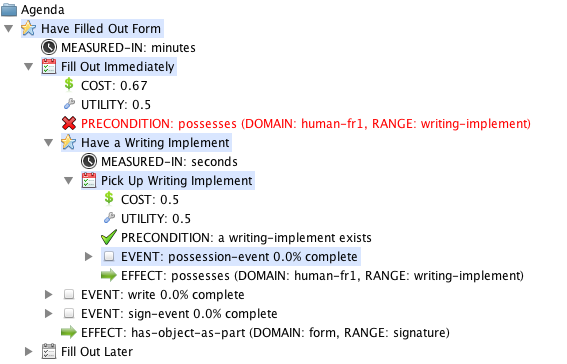 Agenda
Have Filled Out Form
MEASURED-IN: minutes
Fill Out Immediately
COST: 0.67
UTILITY: 0.5
PRECONDITION: possesses (DOMAIN: human-fr1, RANGE: writing-implement)
Have a Writing Implement
MEASURED-IN: seconds
Pick Up Writing Implement
COST: 0.5
UTILITY: 0.5
PRECONDITION: a writing-implement exists
EVENT: possession-event 0.0% complete
EFFECT: possesses (DOMAIN: human-fr1, RANGE: writing-implement)
EVENT: write 0.0% complete
EVENT: sign-event 0.0% complete
EFFECT: has-object-as-part (DOMAIN: form, RANGE: signature)
Fill Out Later